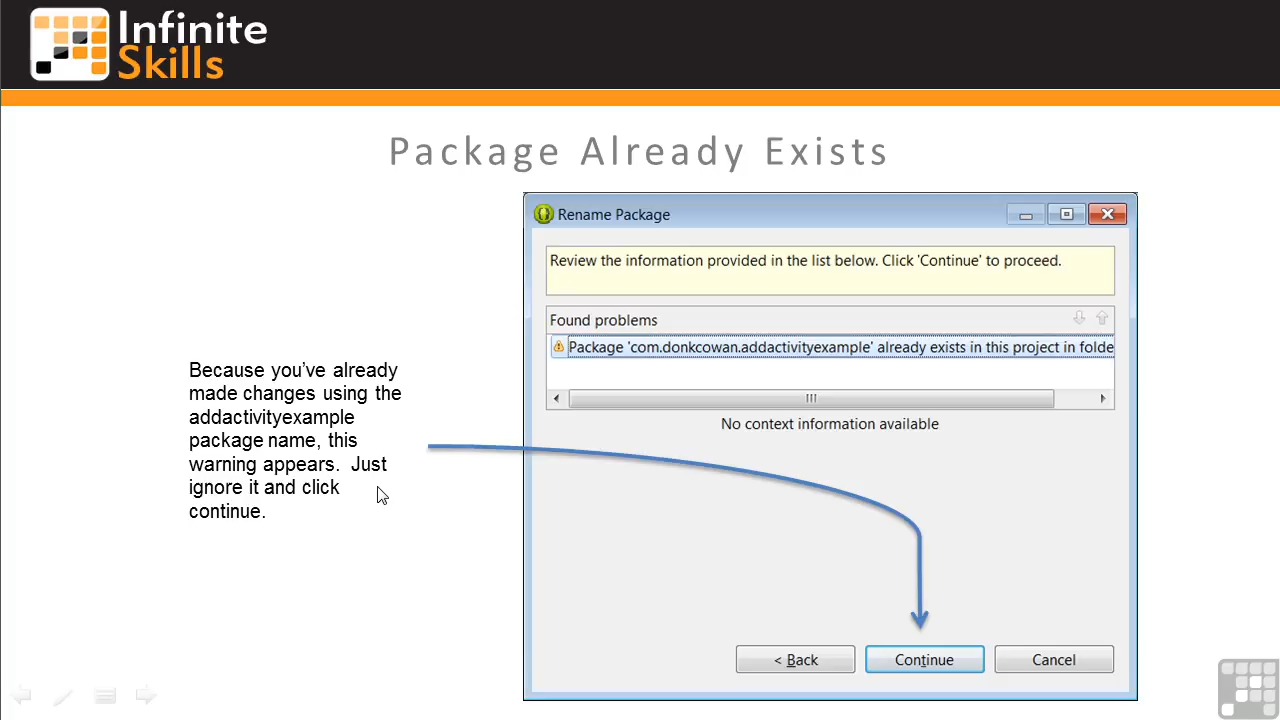 Infinite
Skills
Package Already Exists
Rename Package
Review the information provided in the list below. Click 'Continue' to proceed.
Found problems
Package 'com.donkcowan.addactivityexample' already exists in this project in folde
No context information available
Because you’ve already
made changes using the
addactivityexample
package name, this
warning appears.  Just
ignore it and click
continue.
< Back
Continue
Cancel